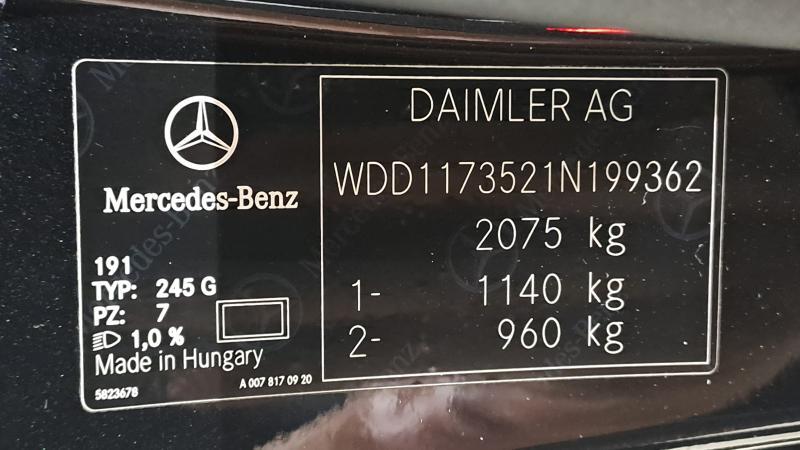 Mercedes-Benz
191
TYP: 245 G
PZ: 7
1,0 %
Made in Hungary
5823678
A 007 817 09 20
DAIMLER AG
WDD1173521N199362
2075 kg
1- 1140 kg
2- 960 kg